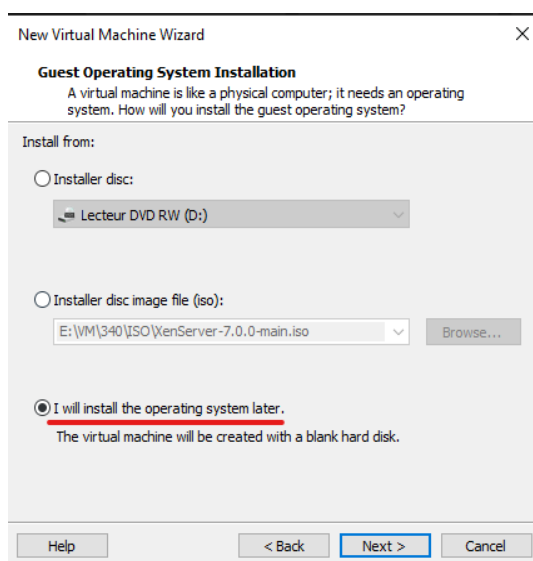 New Virtual Machine Wizard
Guest Operating System Installation
A virtual machine is like a physical computer; it needs an operating
system. How will you install the guest operating system?
Install from:
Installer disc:
Lecteur DVD RW (D:)
Installer disc image file (iso):
E:\VM\340\ISO\XenServer-7.0.0-main.iso
Browse...
I will install the operating system later.
The virtual machine will be created with a blank hard disk.
Help
< Back
Next >
Cancel